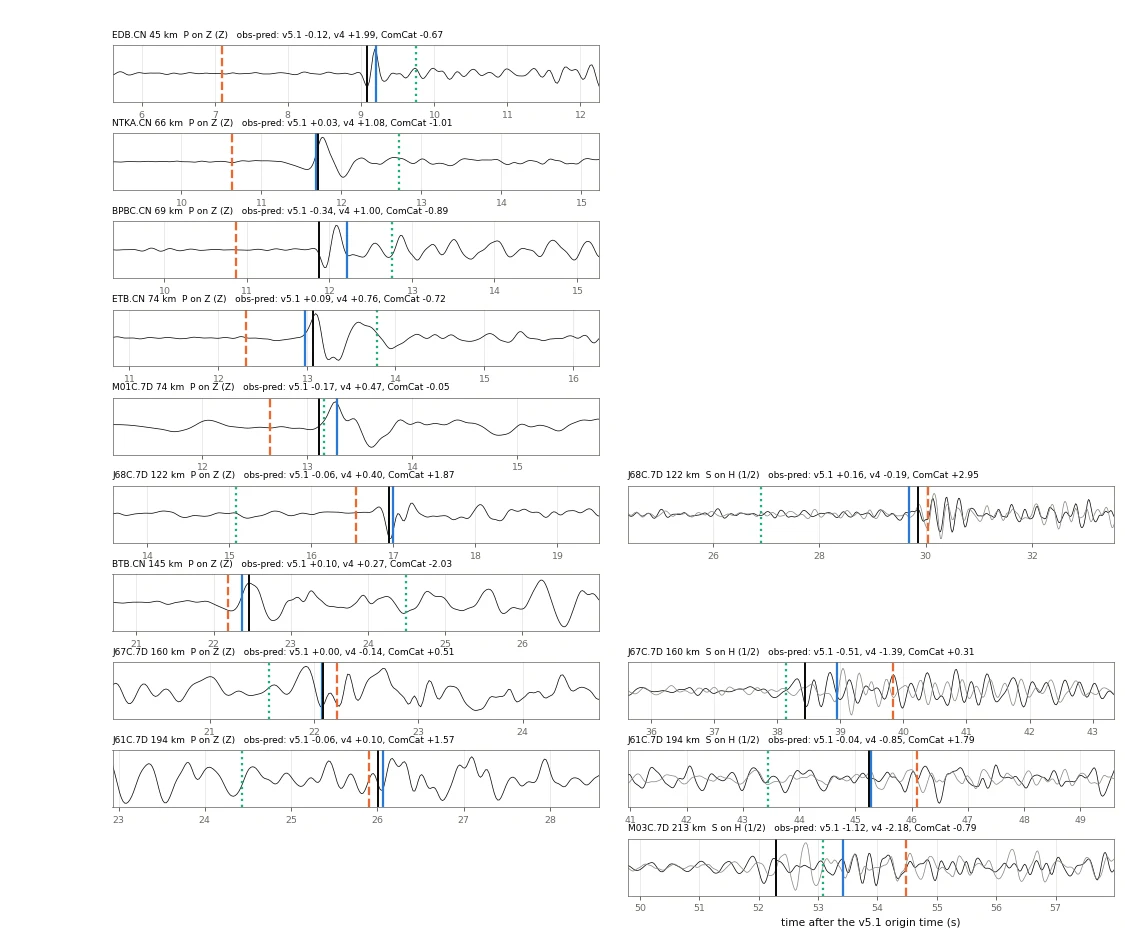 EDB.CN 45 km  P on Z (Z)   obs-pred: v5.1 -0.12, v4 +1.99, ComCat -0.67
6 7 8 9 10 11 12
NTKA.CN 66 km  P on Z (Z)   obs-pred: v5.1 +0.03, v4 +1.08, ComCat -1.01
10 11 12 13 14 15
BPBC.CN 69 km  P on Z (Z)   obs-pred: v5.1 -0.34, v4 +1.00, ComCat -0.89
10 11 12 13 14 15
ETB.CN 74 km  P on Z (Z)   obs-pred: v5.1 +0.09, v4 +0.76, ComCat -0.72
11 12 13 14 15 16
M01C.7D 74 km  P on Z (Z)   obs-pred: v5.1 -0.17, v4 +0.47, ComCat -0.05
12 13 14 15
J68C.7D 122 km  P on Z (Z)   obs-pred: v5.1 -0.06, v4 +0.40, ComCat +1.87
14 15 16 17 18 19
J68C.7D 122 km  S on H (1/2)   obs-pred: v5.1 +0.16, v4 -0.19, ComCat +2.95
26 28 30 32
BTB.CN 145 km  P on Z (Z)   obs-pred: v5.1 +0.10, v4 +0.27, ComCat -2.03
21 22 23 24 25 26
J67C.7D 160 km  P on Z (Z)   obs-pred: v5.1 +0.00, v4 -0.14, ComCat +0.51
21 22 23 24
J67C.7D 160 km  S on H (1/2)   obs-pred: v5.1 -0.51, v4 -1.39, ComCat +0.31
36 37 38 39 40 41 42 43
J61C.7D 194 km  P on Z (Z)   obs-pred: v5.1 -0.06, v4 +0.10, ComCat +1.57
23 24 25 26 27 28
J61C.7D 194 km  S on H (1/2)   obs-pred: v5.1 -0.04, v4 -0.85, ComCat +1.79
41 42 43 44 45 46 47 48 49
M03C.7D 213 km  S on H (1/2)   obs-pred: v5.1 -1.12, v4 -2.18, ComCat -0.79
50 51 52 53 54 55 56 57
time after the v5.1 origin time (s)